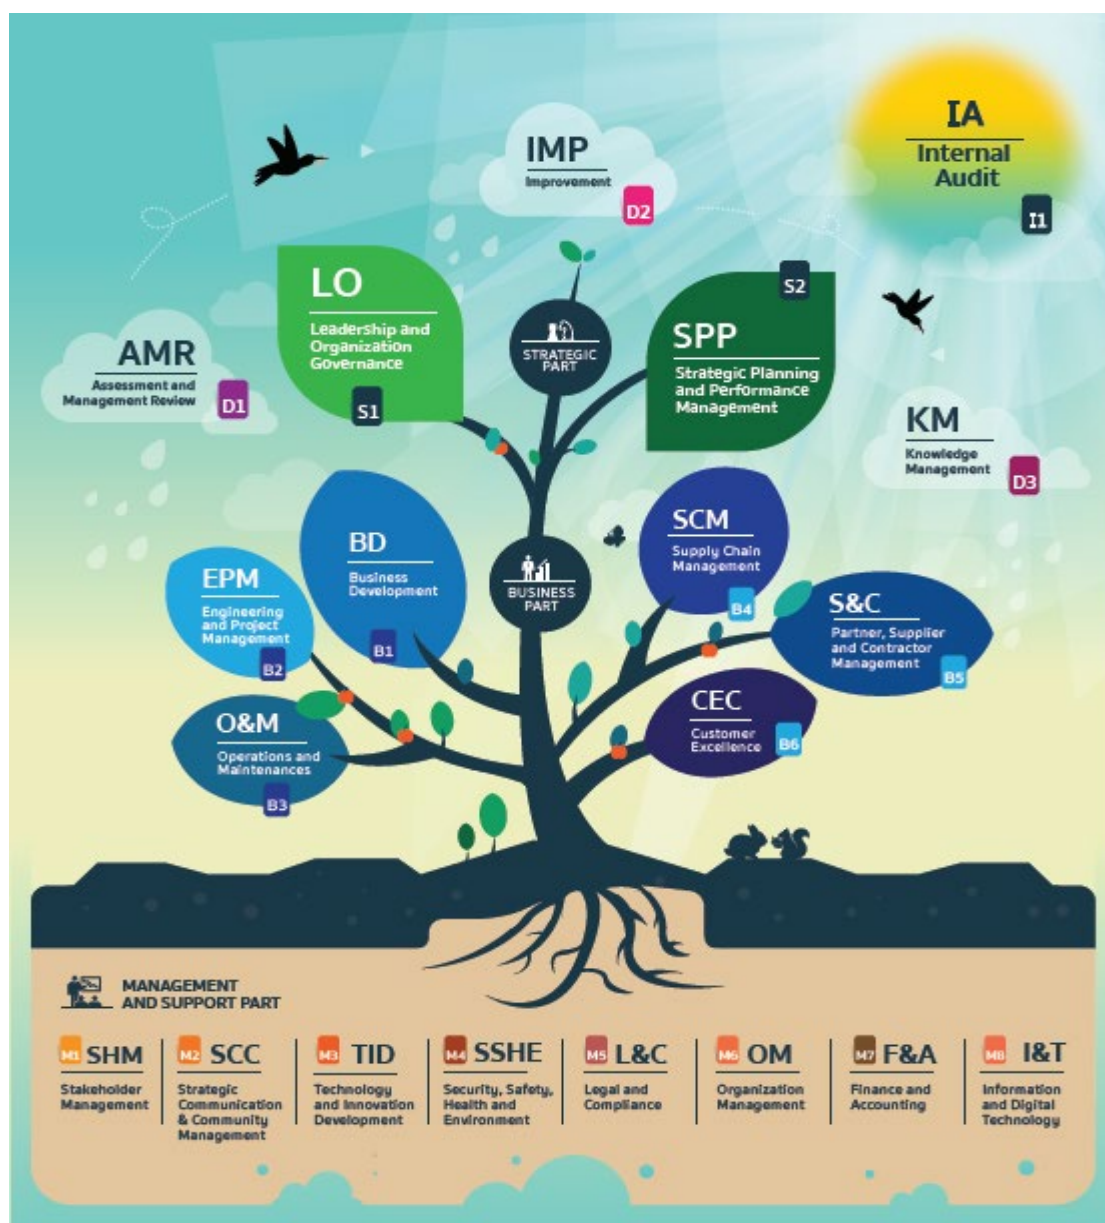 IA
Internal
Audit
I1
IMP
Improvement
D2
LO
Leadership and
Organization
Governance
S1
STRATEGIC
PART
S2
SPP
Strategic Planning
and Performance
Management
AMR
Assessment and
Management Review
D1
KM
Knowledge
Management
D3
BD
Business
Development
B1
BUSINESS
PART
SCM
Supply Chain
Management
B4
EPM
Engineering
and Project
Management
B2
S&C
Partner, Supplier
and Contractor
Management
B5
O&M
Operations and
Maintenances
B3
CEC
Customer
Excellence
B6
MANAGEMENT
AND SUPPORT PART
M1 SHM
Stakeholder
Management
M2 SCC
Strategic
Communication
& Community
Management
M3 TID
Technology
and Innovation
Development
M4 SSHE
Security, Safety,
Health and
Environment
M5 L&C
Legal and
Compliance
M6 OM
Organization
Management
M7 F&A
Finance and
Accounting
M8 I&T
Information
and Digital
Technology